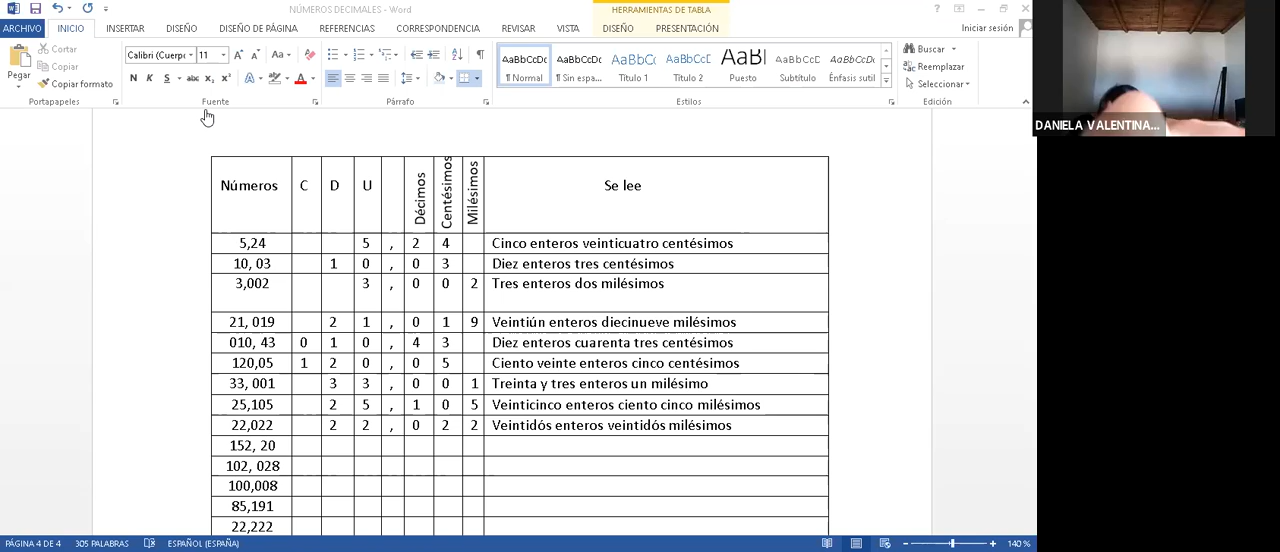 NÚMEROS DECIMALES - Word
HERRAMIENTAS DE TABLA
ARCHIVO INICIO INSERTAR DISEÑO DISEÑO DE PÁGINA REFERENCIAS CORRESPONDENCIA REVISAR VISTA DISEÑO PRESENTACIÓN
Iniciar sesión
Pegar
Cortar
Copiar
Copiar formato
Portapapeles
Calibri (Cuerpo 11
Fuente
Párrafo
AaBbCcDc AaBbCcDc AaBbCc AaBbCcD AaBl AaBbCcD AaBbCcDc
¶ Normal ¶ Sin espa... Título 1 Título 2 Puesto Subtítulo Énfasis sutil
Estilos
Buscar
Reemplazar
Seleccionar
Edición
DANIELA VALENTINA...
Números C D U Décimos Centésimos Milésimos Se lee
5,24 5 , 2 4 Cinco enteros veinticuatro centésimos
10, 03 1 0 , 0 3 Diez enteros tres centésimos
3,002 3 , 0 0 2 Tres enteros dos milésimos
21, 019 2 1 , 0 1 9 Veintiún enteros diecinueve milésimos
010, 43 0 1 0 , 4 3 Diez enteros cuarenta tres centésimos
120,05 1 2 0 , 0 5 Ciento veinte enteros cinco centésimos
33, 001 3 3 , 0 0 1 Treinta y tres enteros un milésimo
25,105 2 5 , 1 0 5 Veinticinco enteros ciento cinco milésimos
22,022 2 2 , 0 2 2 Veintidós enteros veintidós milésimos
152, 20
102, 028
100,008
85,191
22,222
PÁGINA 4 DE 4 305 PALABRAS ESPAÑOL (ESPAÑA) 140 %